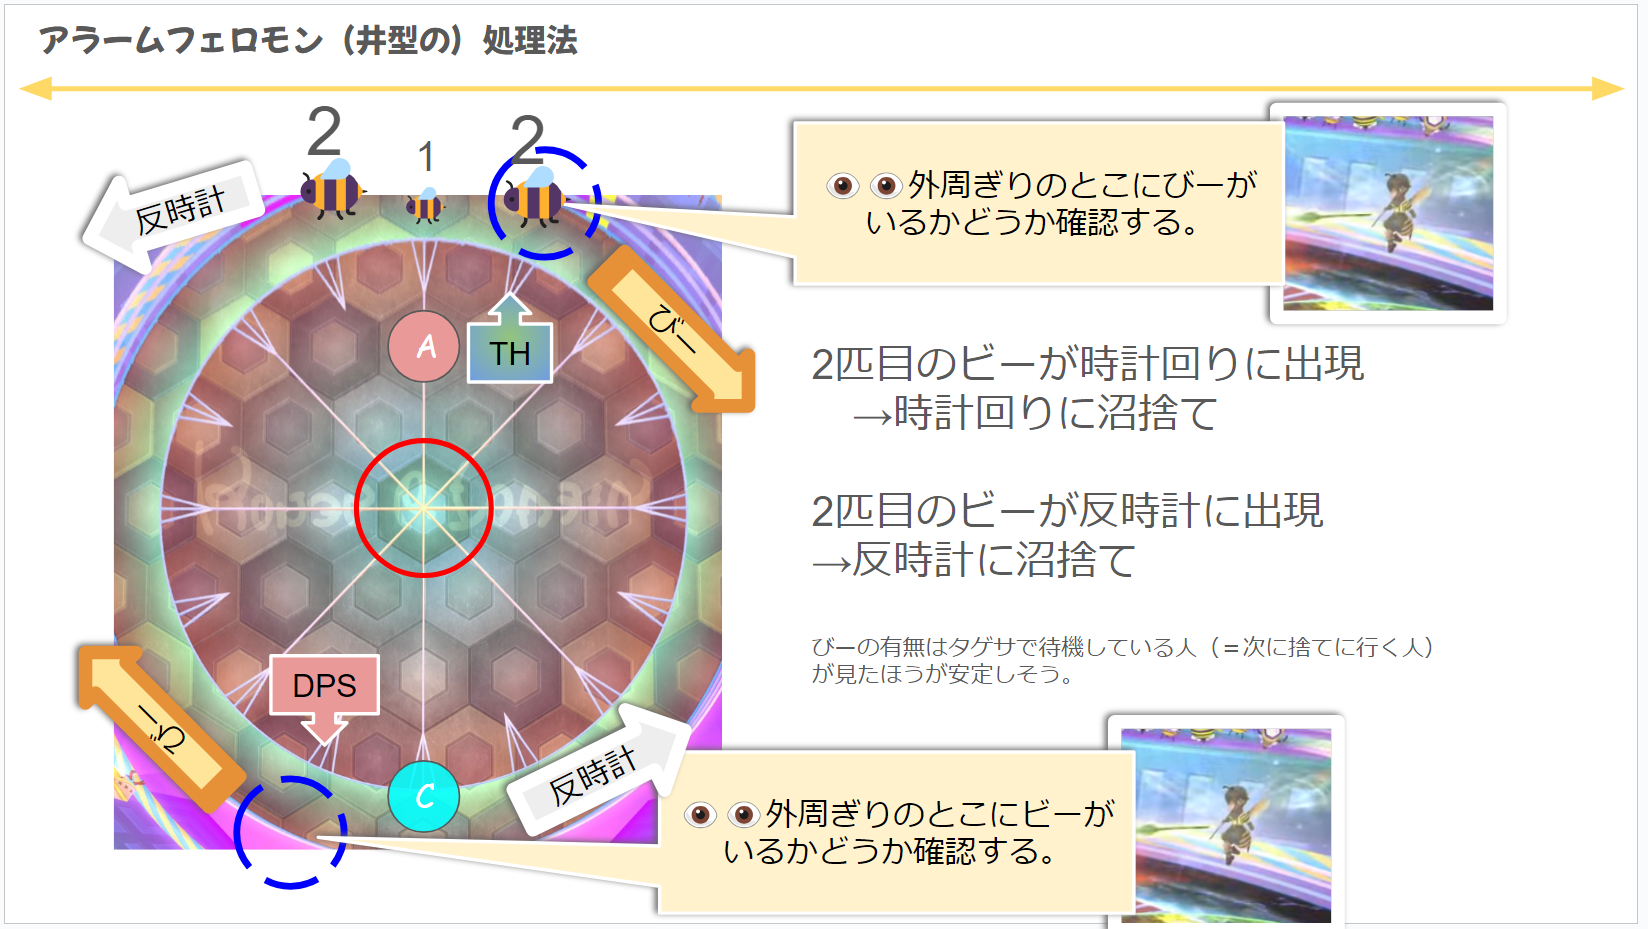 アラームフェロモン（井型の）処理法
2
1
2
反時計
👁👁外周ぎりのとこにびーが
いるかどうか確認する。
びー
A
TH
2匹目のビーが時計回りに出現
→時計回りに沼捨て
2匹目のビーが反時計に出現
→反時計に沼捨て
びーの有無はタゲサで待機している人（＝次に捨てに行く人）
が見たほうが安定しそう。
DPS
びー
反時計
C
👁👁外周ぎりのとこにビーが
いるかどうか確認する。